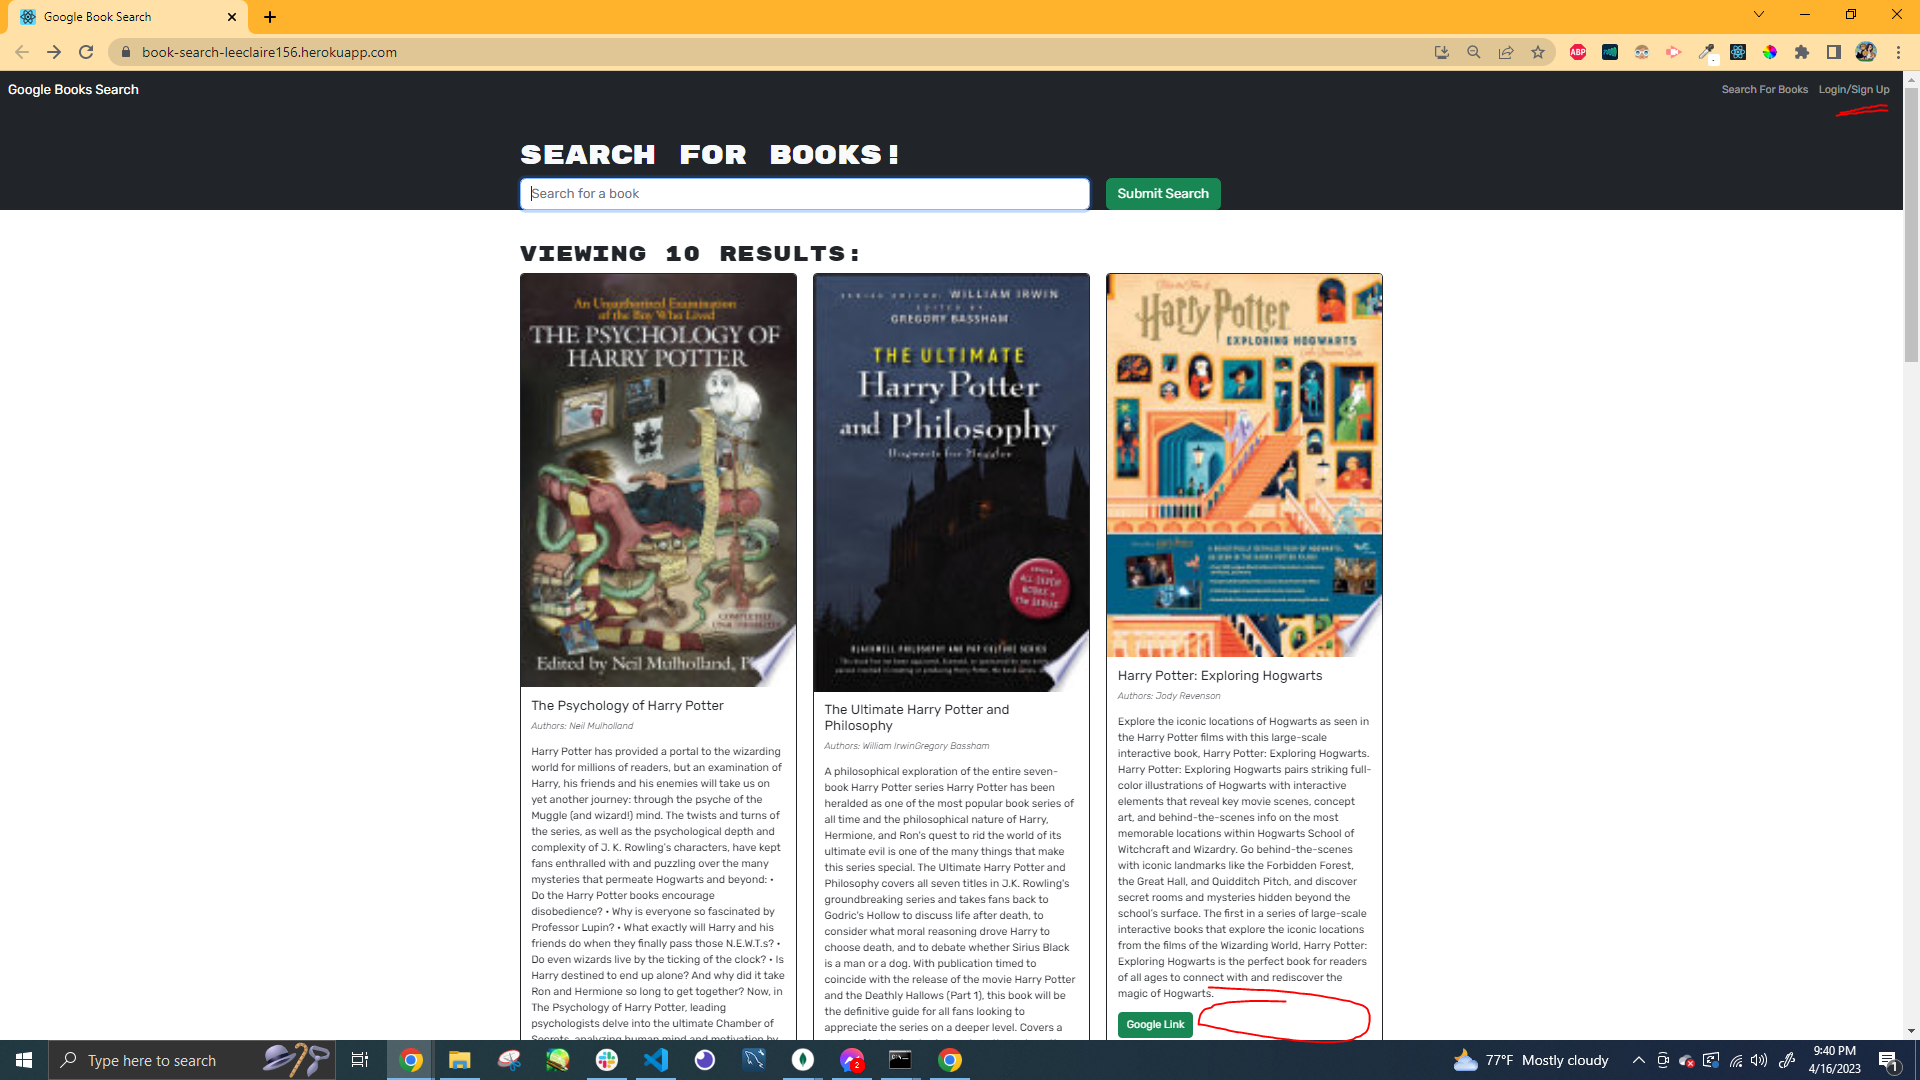 Google Book Search
book-search-leeclaire156.herokuapp.com
ABP
Google Books Search
Search For Books
Login/Sign Up
SEARCH FOR BOOKS!
Search for a book
Submit Search
VIEWING 10 RESULTS:
An Unauthorized Examination
of the Boy Who Lived
THE PSYCHOLOGY OF
HARRY POTTER
Edited by Neil Mulholland, P
The Psychology of Harry Potter
Authors: Neil Mulholland
Harry Potter has provided a portal to the wizarding
world for millions of readers, but an examination of
Harry, his friends and his enemies will take us on
yet another journey: through the psyche of the
Muggle (and wizard!) mind. The twists and turns of
the series, as well as the psychological depth and
complexity of J. K. Rowling's characters, have kept
fans enthralled with and puzzling over the many
mysteries that permeate Hogwarts and beyond: •
Do the Harry Potter books encourage
disobedience? • Why is everyone so fascinated by
Professor Lupin? • What exactly will Harry and his
friends do when they finally pass those N.E.W.T.s? •
Do even wizards live by the ticking of the clock? • Is
Harry destined to end up alone? And why did it take
Ron and Hermione so long to get together? Now, in
The Psychology of Harry Potter, leading
psychologists delve into the ultimate Chamber of
Secrets, analyzing human mind and motivation by
WILLIAM IRWIN
EDITED BY
GREGORY BASSHAM
THE ULTIMATE
Harry Potter
and Philosophy
Hogwarts for Muggles
BLACKWELL PHILOSOPHY AND POP CULTURE SERIES
The Ultimate Harry Potter and
Philosophy
Authors: William IrwinGregory Bassham
A philosophical exploration of the entire seven-
book Harry Potter series Harry Potter has been
heralded as one of the most popular book series of
all time and the philosophical nature of Harry,
Hermione, and Ron's quest to rid the world of its
ultimate evil is one of the many things that make
this series special. The Ultimate Harry Potter and
Philosophy covers all seven titles in J.K. Rowling's
groundbreaking series and takes fans back to
Godric's Hollow to discuss life after death, to
consider what moral reasoning drove Harry to
choose death, and to debate whether Sirius Black
is a man or a dog. With publication timed to
coincide with the release of the movie Harry Potter
and the Deathly Hallows (Part 1), this book will be
the definitive guide for all fans looking to
appreciate the series on a deeper level. Covers a
Harry Potter
EXPLORING HOGWARTS
Harry Potter: Exploring Hogwarts
Authors: Jody Revenson
Explore the iconic locations of Hogwarts as seen in
the Harry Potter films with this large-scale
interactive book, Harry Potter: Exploring Hogwarts.
Harry Potter: Exploring Hogwarts pairs striking full-
color illustrations of Hogwarts with interactive
elements that reveal key movie scenes, concept
art, and behind-the-scenes info on the most
memorable locations within Hogwarts School of
Witchcraft and Wizardry. Go behind-the-scenes
with iconic landmarks like the Forbidden Forest,
the Great Hall, and Quidditch Pitch, and discover
secret rooms and mysteries hidden beyond the
school's surface. The first in a series of large-scale
interactive books that explore the iconic locations
from the films of the Wizarding World, Harry Potter:
Exploring Hogwarts is the perfect book for readers
of all ages to connect with and rediscover the
magic of Hogwarts.
Google Link
Type here to search
2
77°F Mostly cloudy
9:40 PM
4/16/2023
1